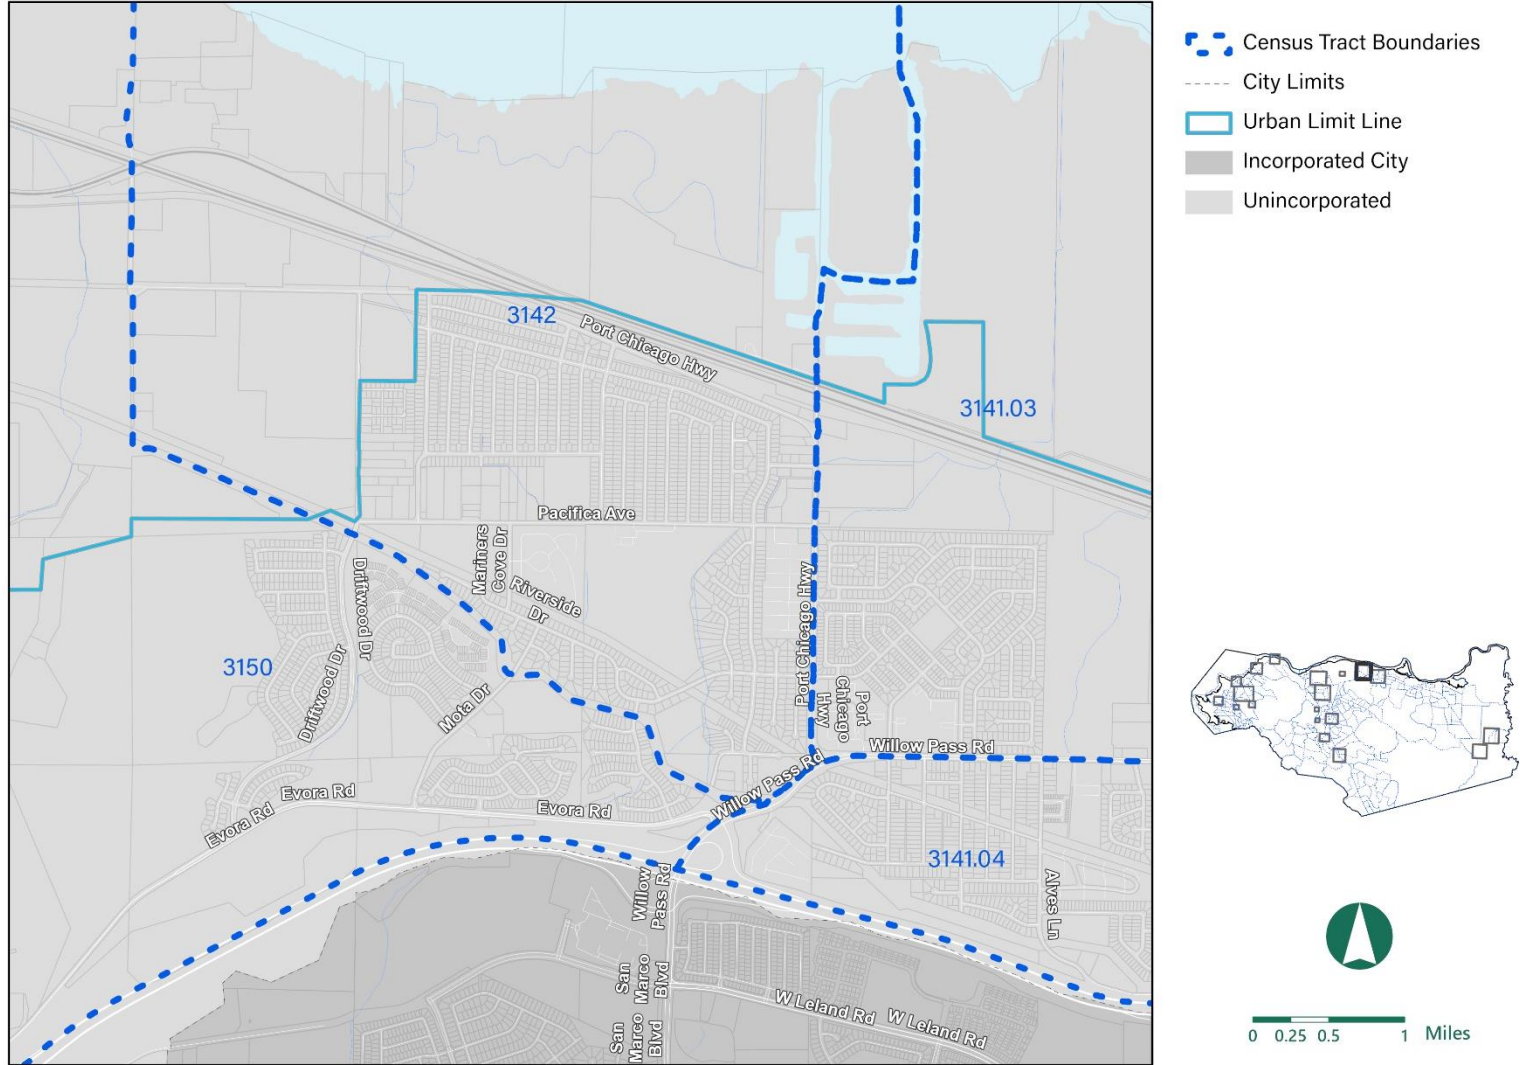 Census Tract Boundaries
City Limits
Urban Limit Line
Incorporated City
Unincorporated
3142
Port Chicago Hwy
3141.03
Pacifica Ave
Mariners
Cove Dr
Riverside
Dr
Driftwood Dr
Port Chicago Hwy
3150
Driftwood Dr
Mota Dr
Port
Chicago
Hwy
Willow Pass Rd
Willow Pass Rd
Evora Rd
Evora Rd
Evora Rd
3141.04
Willow
Pass Rd
Alves Ln
San
Marco
Blvd
W Leland Rd
W Leland Rd
San
Marco
Blvd
0 0.25 0.5 1 Miles